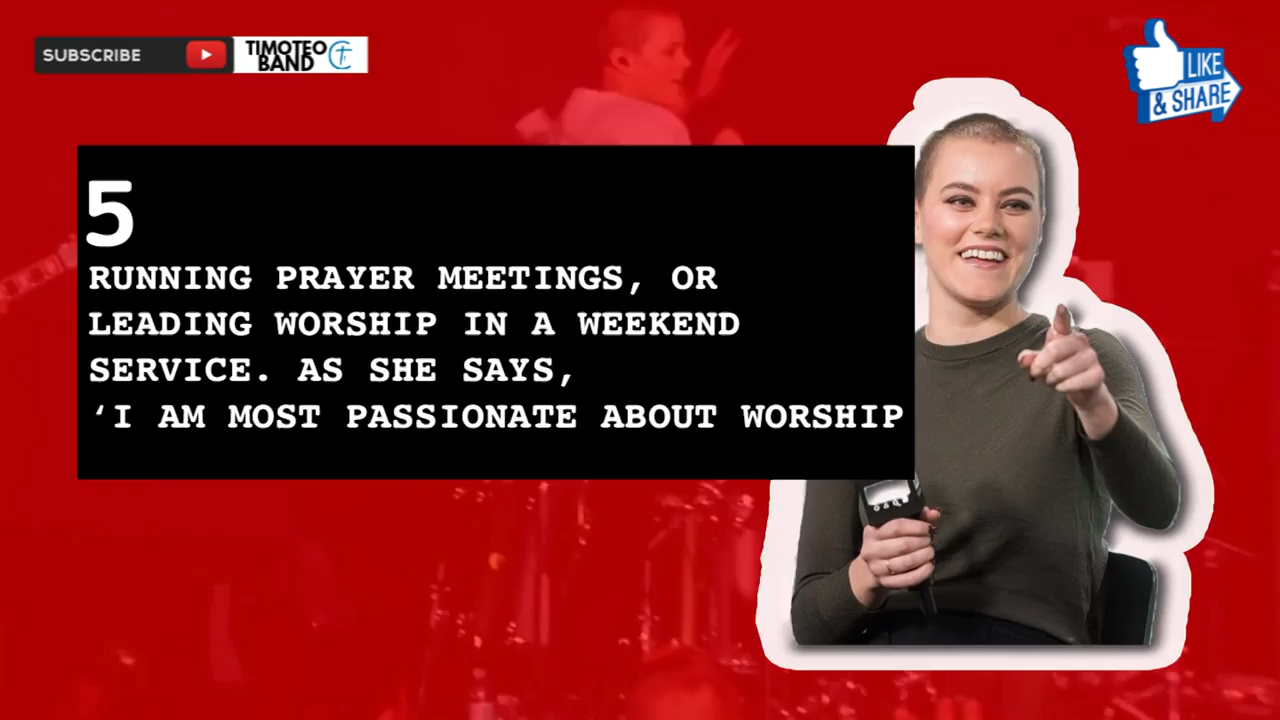 SUBSCRIBE
TIMOTEO
BAND
LIKE
& SHARE
5
RUNNING PRAYER MEETINGS, OR
LEADING WORSHIP IN A WEEKEND
SERVICE. AS SHE SAYS,
‘I AM MOST PASSIONATE ABOUT WORSHIP